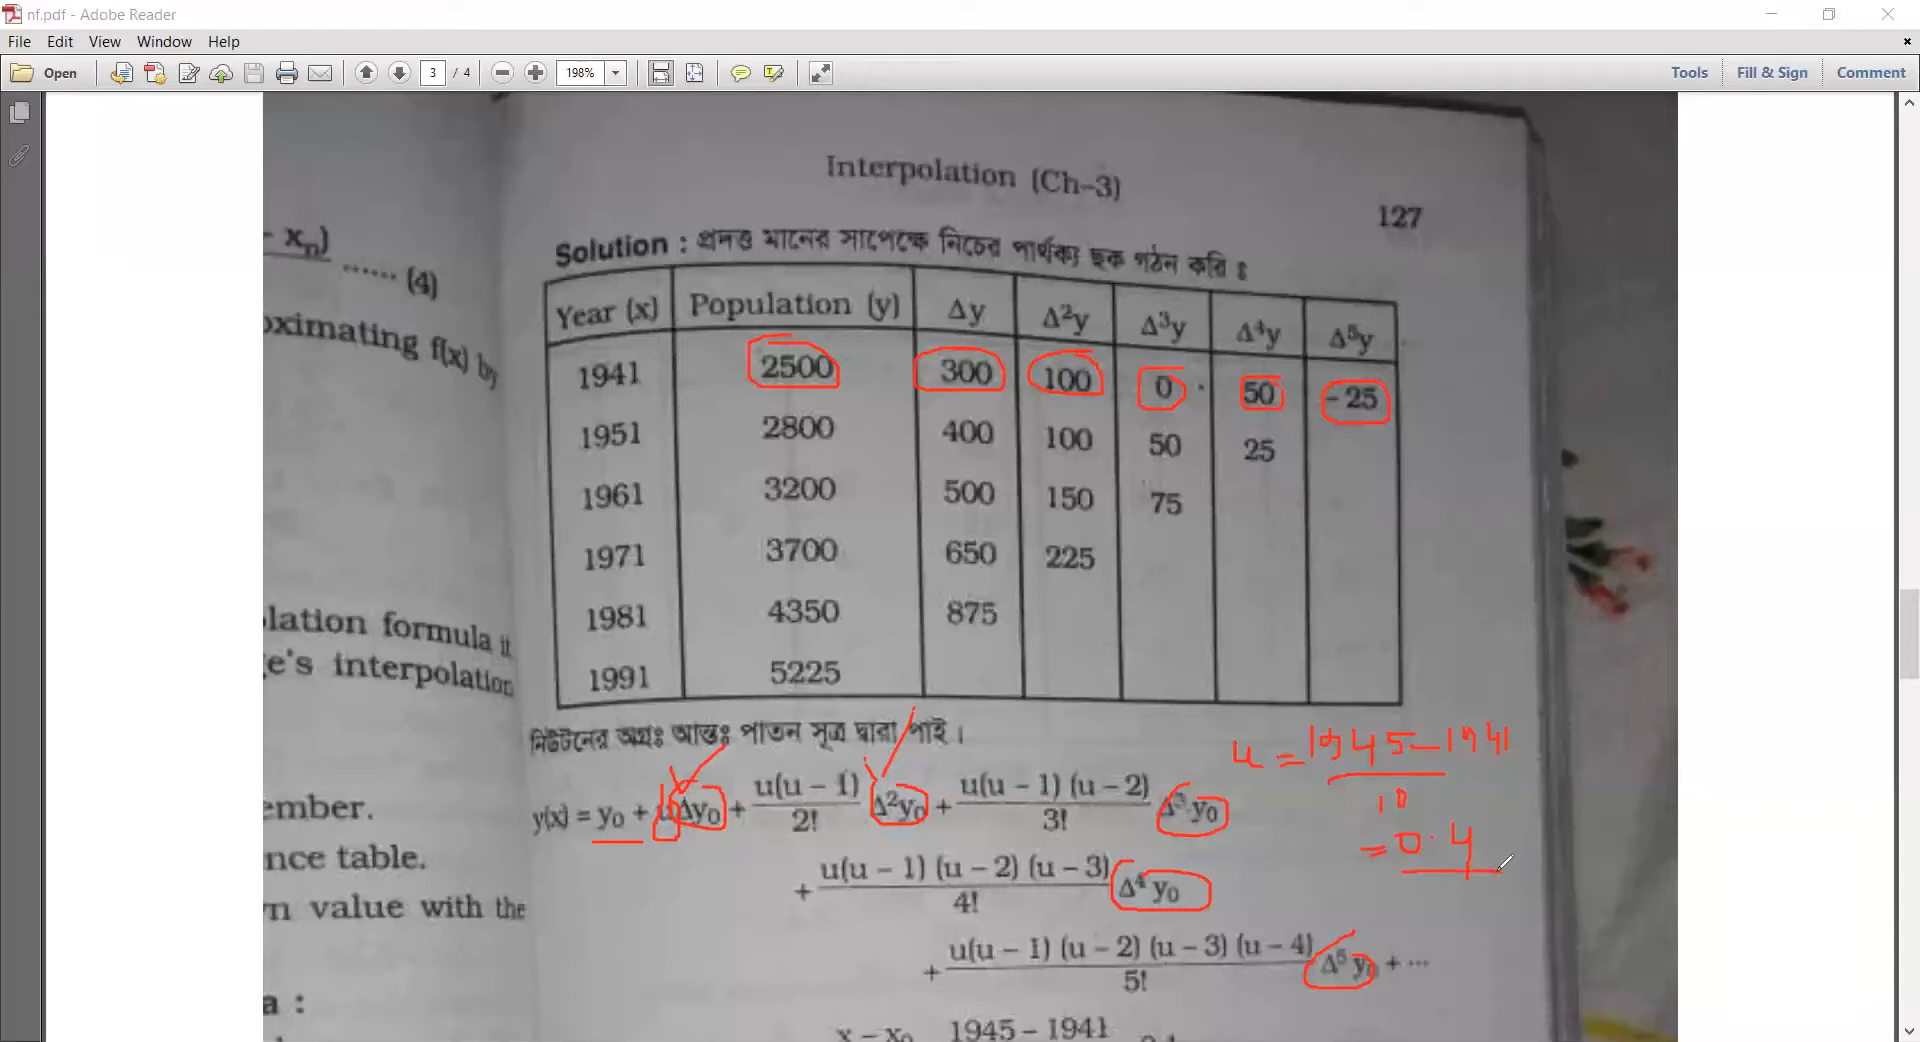 nf.pdf - Adobe Reader
File Edit View Window Help
Open 3 / 4 198% Tools Fill & Sign Comment
Interpolation (Ch–3)
127
- xₙ) ...... (4)
oximating f(x) by
lation formula it
e's interpolation
ember.
nce table.
n value with the
a :
Solution : প্রদত্ত মানের সাপেক্ষে নিচের পার্থক্য ছক গঠন করি ঃ
Year (x) Population (y) Δy Δ²y Δ³y Δ⁴y Δ⁵y
1941 2500 300 100 0 50 - 25
1951 2800 400 100 50 25
1961 3200 500 150 75
1971 3700 650 225
1981 4350 875
1991 5225
নিউটনের অগ্রঃ আন্তঃ পাতন সূত্র দ্বারা পাই।
y(x) = y₀ + uΔy₀ + u(u – 1)/2! Δ²y₀ + u(u – 1) (u – 2)/3! Δ³y₀
+ u(u – 1) (u – 2) (u – 3)/4! Δ⁴y₀
+ u(u – 1) (u – 2) (u – 3) (u – 4)/5! Δ⁵y₀ + ...
x – x₀ 1945 – 1941
u = 1945 – 1941
10
= 0.4